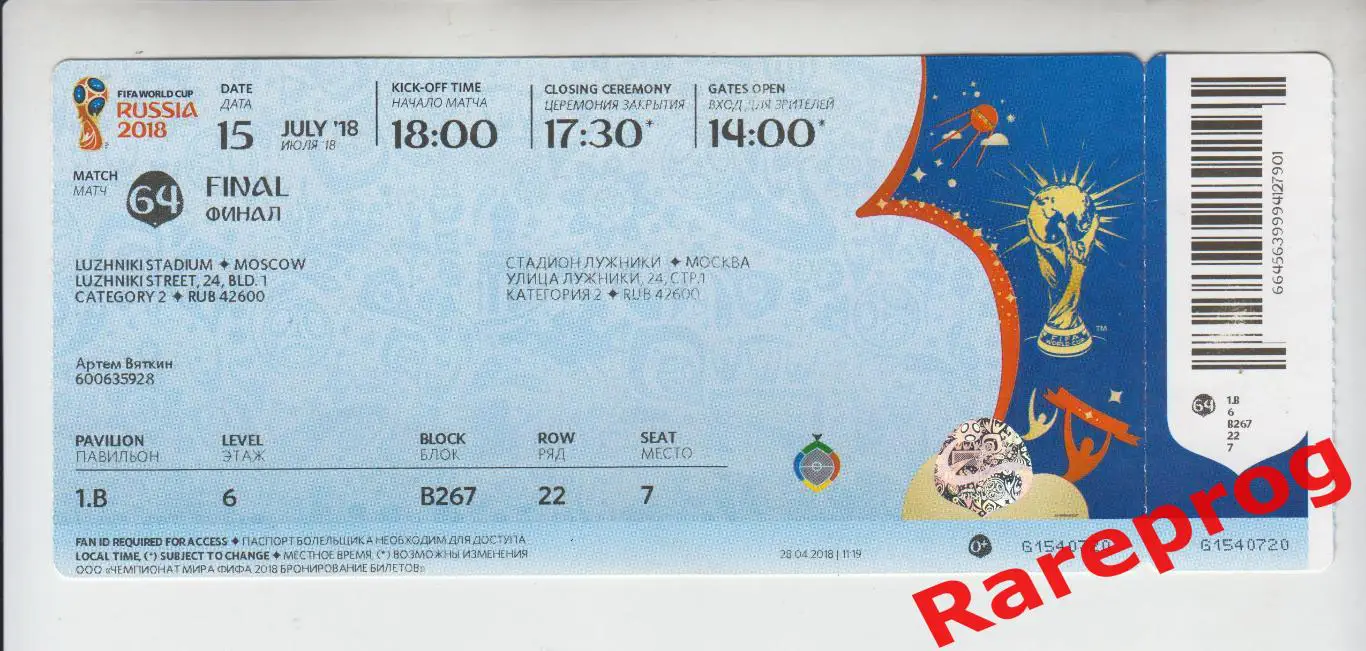 FIFA WORLD CUP
RUSSIA
2018
DATE
ДАТА
15 JULY '18
ИЮЛЯ '18
KICK-OFF TIME
НАЧАЛО МАТЧА
18:00
CLOSING CEREMONY
ЦЕРЕМОНИЯ ЗАКРЫТИЯ
17:30*
GATES OPEN
ВХОД ДЛЯ ЗРИТЕЛЕЙ
14:00*
MATCH
МАТЧ
64
FINAL
ФИНАЛ
LUZHNIKI STADIUM ✦ MOSCOW
LUZHNIKI STREET, 24, BLD. 1
CATEGORY 2 ✦ RUB 42600
СТАДИОН ЛУЖНИКИ ✦ МОСКВА
УЛИЦА ЛУЖНИКИ, 24, СТР.1
КАТЕГОРИЯ 2 ✦ RUB 42600
Артем Вяткин
600635928
PAVILION
ПАВИЛЬОН
1.B
LEVEL
ЭТАЖ
6
BLOCK
БЛОК
B267
ROW
РЯД
22
SEAT
МЕСТО
7
FAN ID REQUIRED FOR ACCESS ✦ ПАСПОРТ БОЛЕЛЬЩИКА НЕОБХОДИМ ДЛЯ ДОСТУПА
LOCAL TIME, (*) SUBJECT TO CHANGE ✦ МЕСТНОЕ ВРЕМЯ, (*) ВОЗМОЖНЫ ИЗМЕНЕНИЯ
ООО «ЧЕМПИОНАТ МИРА ФИФА 2018 БРОНИРОВАНИЕ БИЛЕТОВ»
28.04.2018 | 11:19
0+
G1540720
FIFA
WORLD CUP
TM
66456399994127901
64
1.B
6
B267
22
7
G1540720
Rareprog